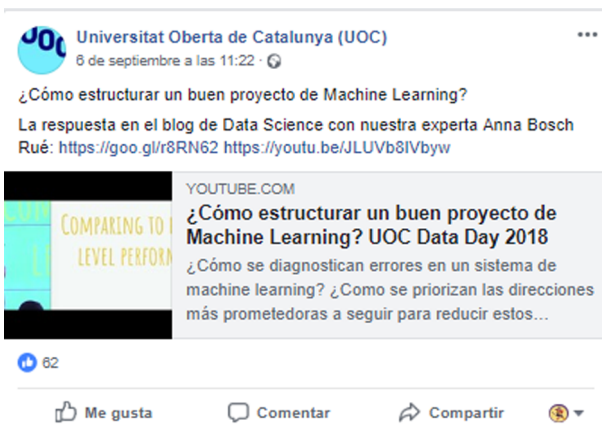 UOC
Universitat Oberta de Catalunya (UOC)
6 de septiembre a las 11:22 ·
¿Cómo estructurar un buen proyecto de Machine Learning?
La respuesta en el blog de Data Science con nuestra experta Anna Bosch
Rué: https://goo.gl/r8RN62 https://youtu.be/JLUVb8IVbyw
COMPARING TO
LEVEL
YOUTUBE.COM
¿Cómo estructurar un buen proyecto de
Machine Learning? UOC Data Day 2018
¿Cómo se diagnostican errores en un sistema de
machine learning? ¿Como se priorizan las direcciones
más prometedoras a seguir para reducir estos…
62
Me gusta
Comentar
Compartir